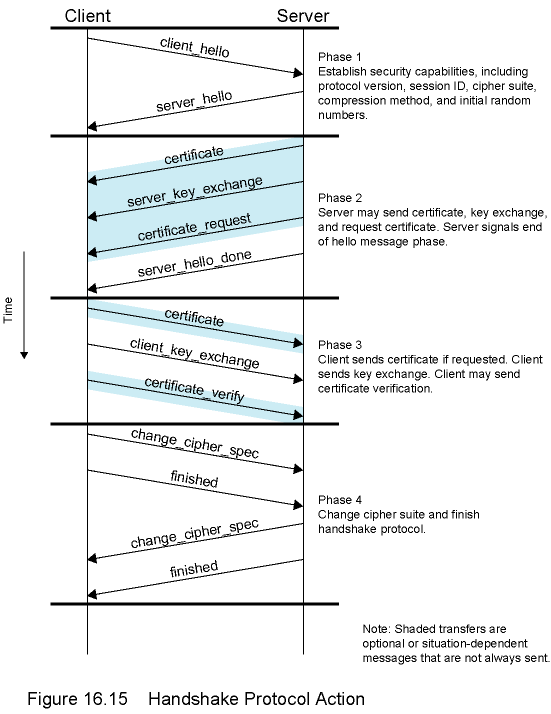 Client
Server
client_hello
server_hello
Phase 1
Establish security capabilities, including
protocol version, session ID, cipher suite,
compression method, and initial random
numbers.
certificate
server_key_exchange
certificate_request
server_hello_done
Phase 2
Server may send certificate, key exchange,
and request certificate. Server signals end
of hello message phase.
Time
certificate
client_key_exchange
certificate_verify
Phase 3
Client sends certificate if requested. Client
sends key exchange. Client may send
certificate verification.
change_cipher_spec
finished
change_cipher_spec
finished
Phase 4
Change cipher suite and finish
handshake protocol.
Note: Shaded transfers are
optional or situation-dependent
messages that are not always sent.
Figure 16.15 Handshake Protocol Action